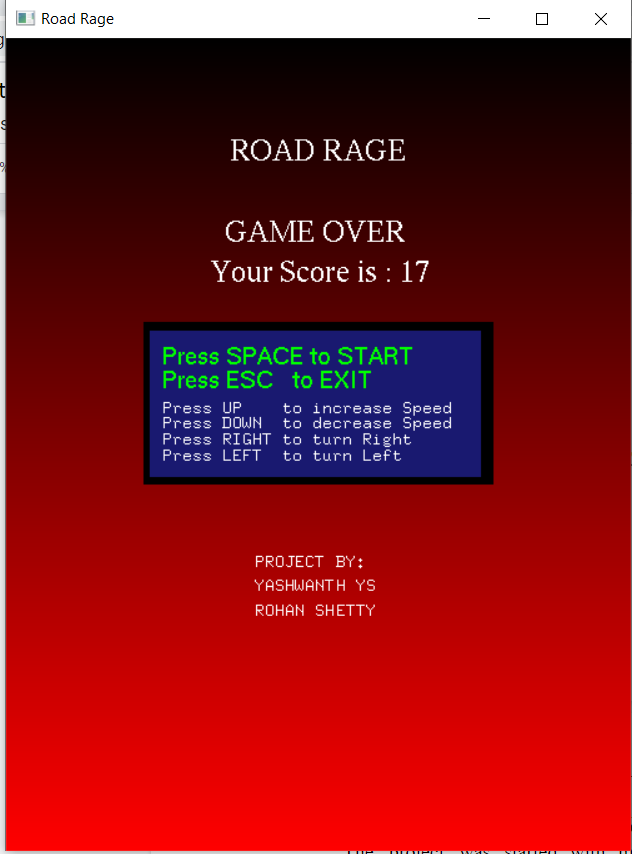 Road Rage
ROAD RAGE
GAME OVER
Your Score is : 17
Press SPACE to START
Press ESC   to EXIT
Press UP    to increase Speed
Press DOWN  to decrease Speed
Press RIGHT to turn Right
Press LEFT  to turn Left
PROJECT BY:
YASHWANTH YS
ROHAN SHETTY